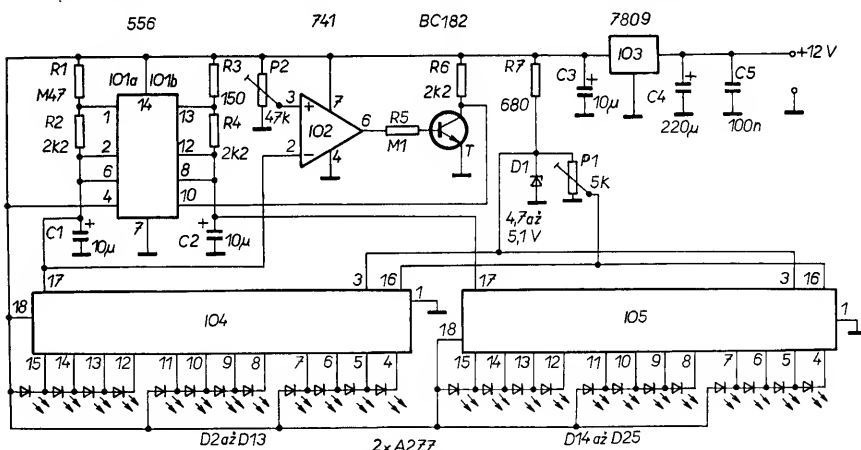 556 741 BC182 7809
R1 IO1a IO1b R3 P2 R6 R7 IO3 +12 V
M47 14 150 3 + 7 2k2 C3 + C4 + C5
1 13 47k 6 R5 680 10μ
R2 R4 IO2 M1 T 220μ 100n
2k2 2 12 2k2 2 − 4
6 8 D1 P1
4 10 5K
7 4,7až
C1 + 10μ C2 + 10μ 5,1 V
17 3 16 17 3 16
18 IO4 1 18 IO5 1
15 14 13 12 11 10 9 8 7 6 5 4 15 14 13 12 11 10 9 8 7 6 5 4
D2 až D13 2x A277 D14 až D25